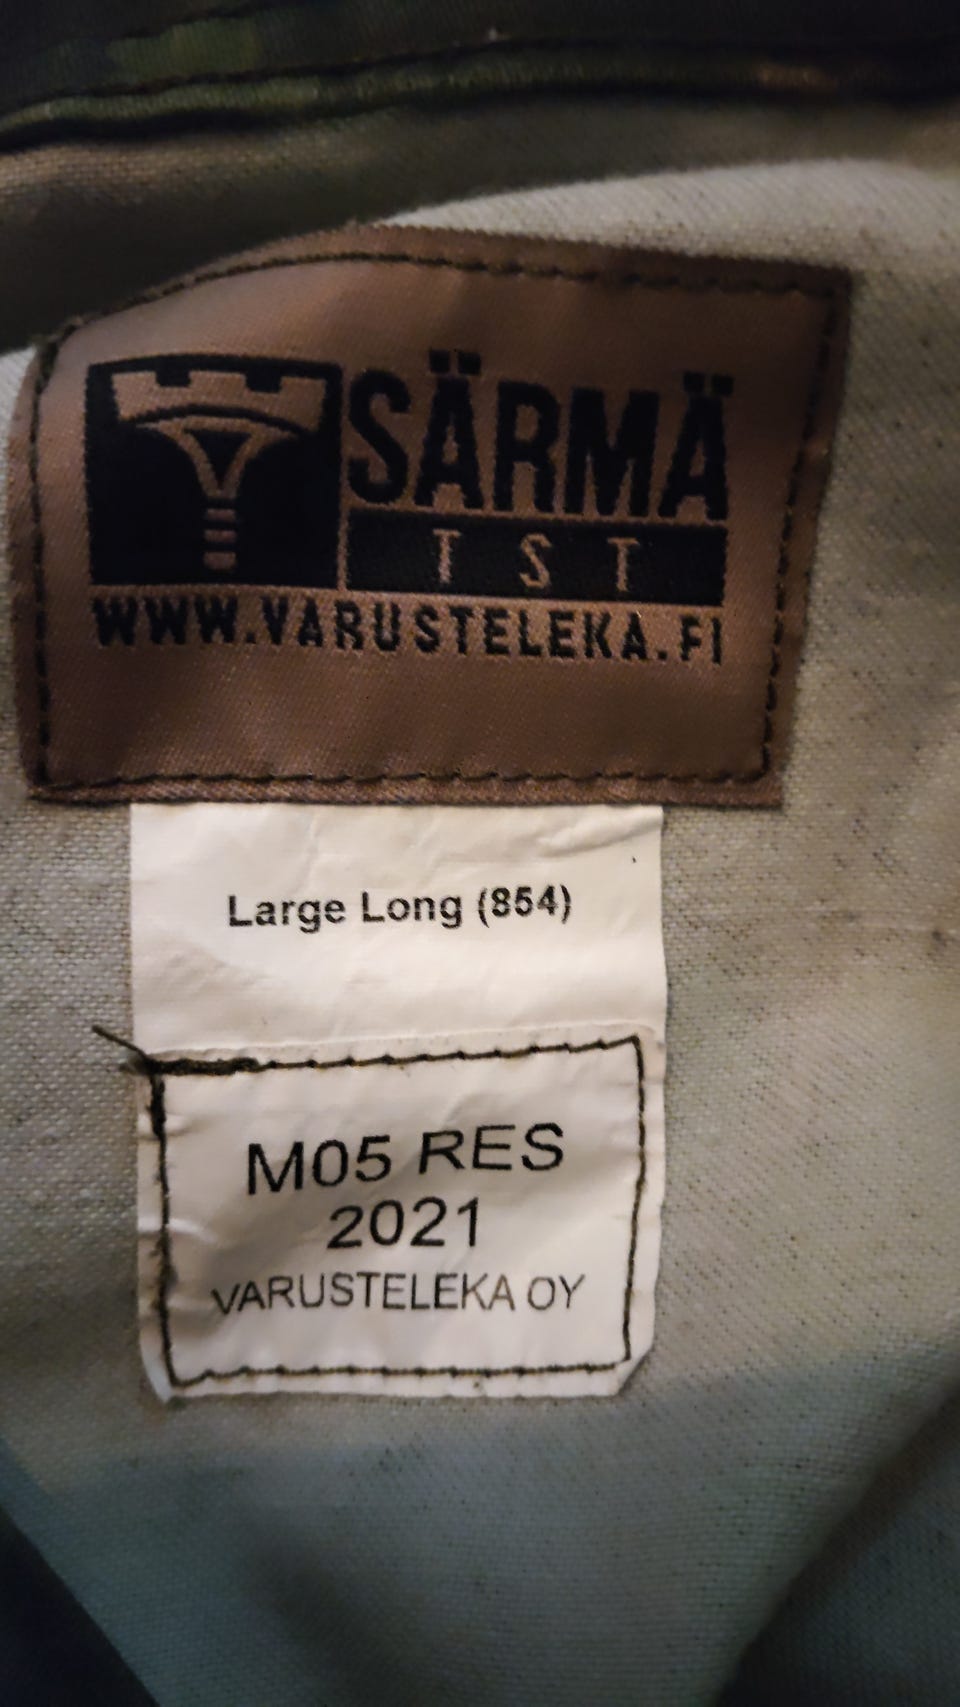 SÄRMÄ
TST
WWW.VARUSTELEKA.FI
Large Long (854)
M05 RES
2021
VARUSTELEKA OY